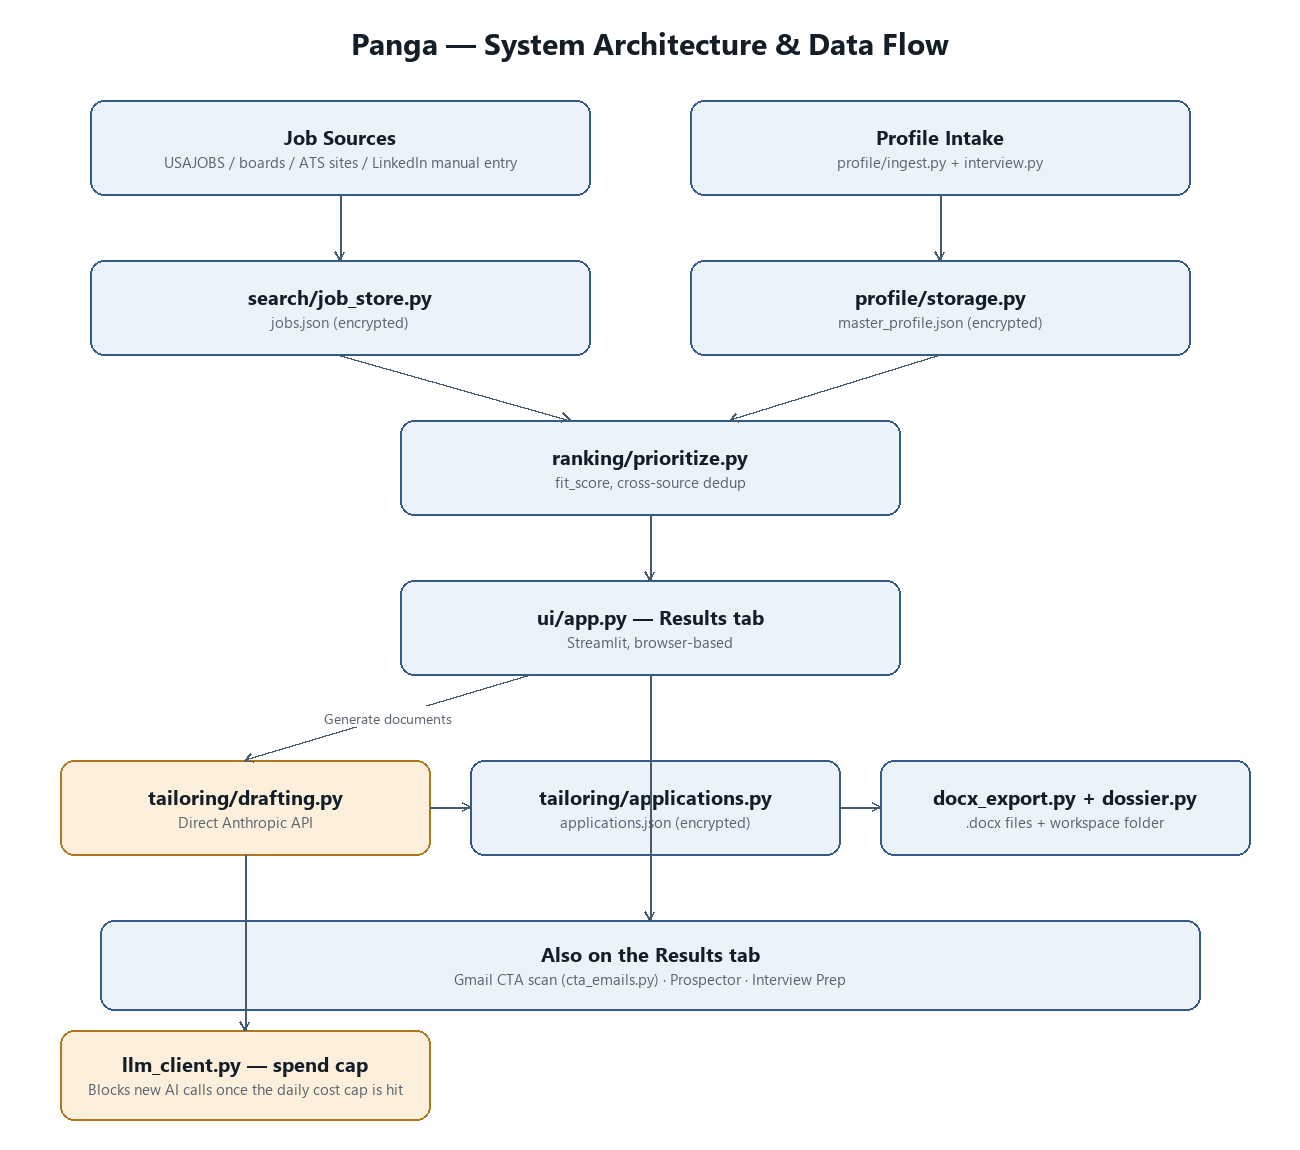 Panga — System Architecture & Data Flow
Job Sources
USAJOBS / boards / ATS sites / LinkedIn manual entry
Profile Intake
profile/ingest.py + interview.py
search/job_store.py
jobs.json (encrypted)
profile/storage.py
master_profile.json (encrypted)
ranking/prioritize.py
fit_score, cross-source dedup
ui/app.py — Results tab
Streamlit, browser-based
Generate documents
tailoring/drafting.py
Direct Anthropic API
tailoring/applications.py
applications.json (encrypted)
docx_export.py + dossier.py
.docx files + workspace folder
Also on the Results tab
Gmail CTA scan (cta_emails.py) · Prospector · Interview Prep
llm_client.py — spend cap
Blocks new AI calls once the daily cost cap is hit